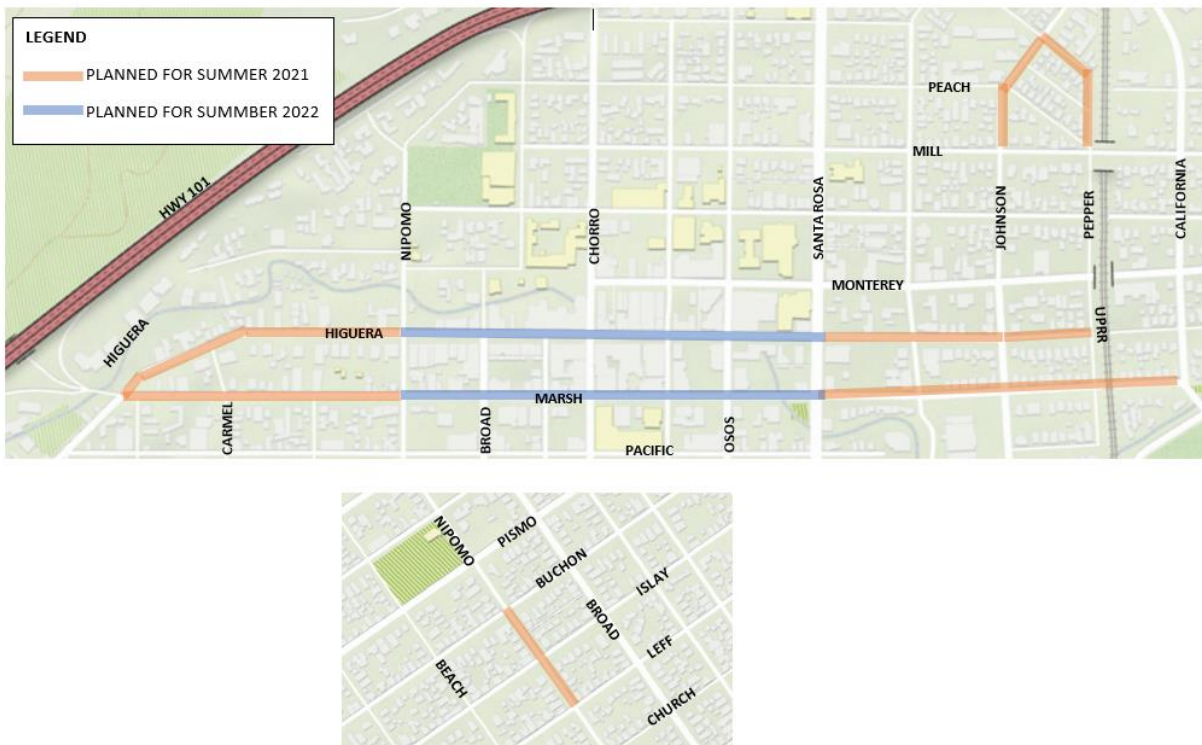 LEGEND
PLANNED FOR SUMMER 2021
PLANNED FOR SUMMBER 2022
PEACH
MILL
HWY 101
NIPOMO
CHORRO
SANTA ROSA
JOHNSON
PEPPER
CALIFORNIA
MONTEREY
HIGUERA
HIGUERA
UPRR
MARSH
CARMEL
BROAD
PACIFIC
OSOS
NIPOMO
PISMO
BUCHON
ISLAY
BROAD
LEFF
BEACH
CHURCH